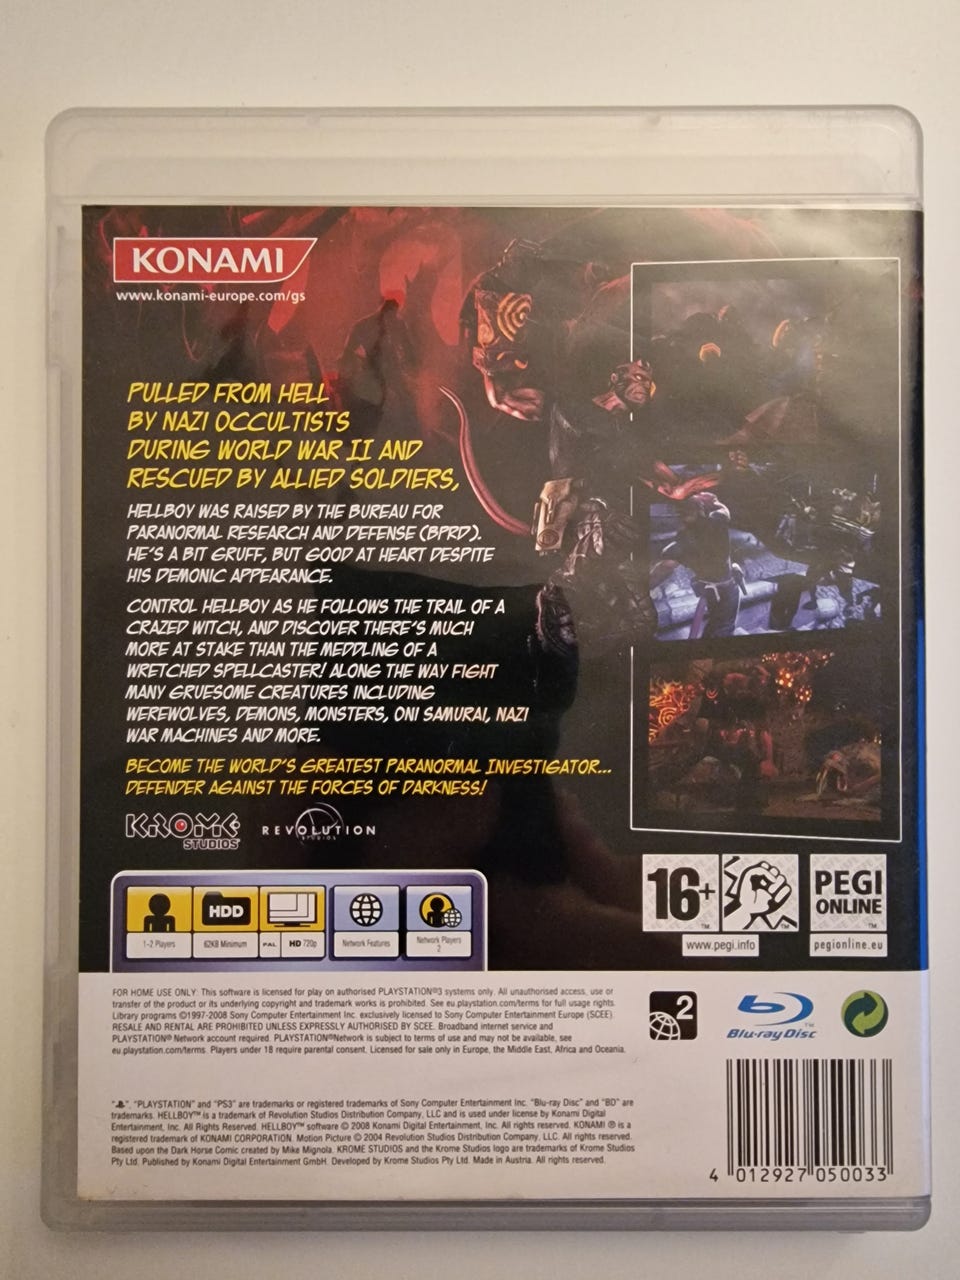 KONAMI
www.konami-europe.com/gs
PULLED FROM HELL
BY NAZI OCCULTISTS
DURING WORLD WAR II AND
RESCUED BY ALLIED SOLDIERS,
HELLBOY WAS RAISED BY THE BUREAU FOR
PARANORMAL RESEARCH AND DEFENSE (BPRD).
HE'S A BIT GRUFF, BUT GOOD AT HEART DESPITE
HIS DEMONIC APPEARANCE.
CONTROL HELLBOY AS HE FOLLOWS THE TRAIL OF A
CRAZED WITCH, AND DISCOVER THERE'S MUCH
MORE AT STAKE THAN THE MEDDLING OF A
WRETCHED SPELLCASTER! ALONG THE WAY FIGHT
MANY GRUESOME CREATURES INCLUDING
WEREWOLVES, DEMONS, MONSTERS, ONI SAMURAI, NAZI
WAR MACHINES AND MORE.
BECOME THE WORLD'S GREATEST PARANORMAL INVESTIGATOR...
DEFENDER AGAINST THE FORCES OF DARKNESS!
KROME STUDIOS
REVOLUTION STUDIOS
HDD
1-2 Players
62KB Minimum
PAL HD 720p
Network Features
Network Players 2
16+
TM
www.pegi.info
PEGI
ONLINE
TM
pegionline.eu
FOR HOME USE ONLY: This software is licensed for play on authorised PLAYSTATION®3 systems only. All unauthorised access, use or
transfer of the product or its underlying copyright and trademark works is prohibited. See eu.playstation.com/terms for full usage rights.
Library programs ©1997-2008 Sony Computer Entertainment Inc. exclusively licensed to Sony Computer Entertainment Europe (SCEE).
RESALE AND RENTAL ARE PROHIBITED UNLESS EXPRESSLY AUTHORISED BY SCEE. Broadband internet service and
PLAYSTATION® Network account required. PLAYSTATION®Network is subject to terms of use and may not be available, see
eu.playstation.com/terms. Players under 18 require parental consent. Licensed for sale only in Europe, the Middle East, Africa and Oceania.
2
Blu-ray Disc
TM
", "PLAYSTATION" and "PS3" are trademarks or registered trademarks of Sony Computer Entertainment Inc. "Blu-ray Disc" and "BD" are
trademarks. HELLBOY™ is a trademark of Revolution Studios Distribution Company, LLC and is used under license by Konami Digital
Entertainment, Inc. All Rights Reserved. HELLBOY™ software © 2008 Konami Digital Entertainment, Inc. All rights reserved. KONAMI ® is a
registered trademark of KONAMI CORPORATION. Motion Picture © 2004 Revolution Studios Distribution Company, LLC. All rights reserved.
Based upon the Dark Horse Comic created by Mike Mignola. KROME STUDIOS and the Krome Studios logo are trademarks of Krome Studios
Pty Ltd. Published by Konami Digital Entertainment GmbH. Developed by Krome Studios Pty Ltd. Made in Austria. All rights reserved.
4 012927 050033